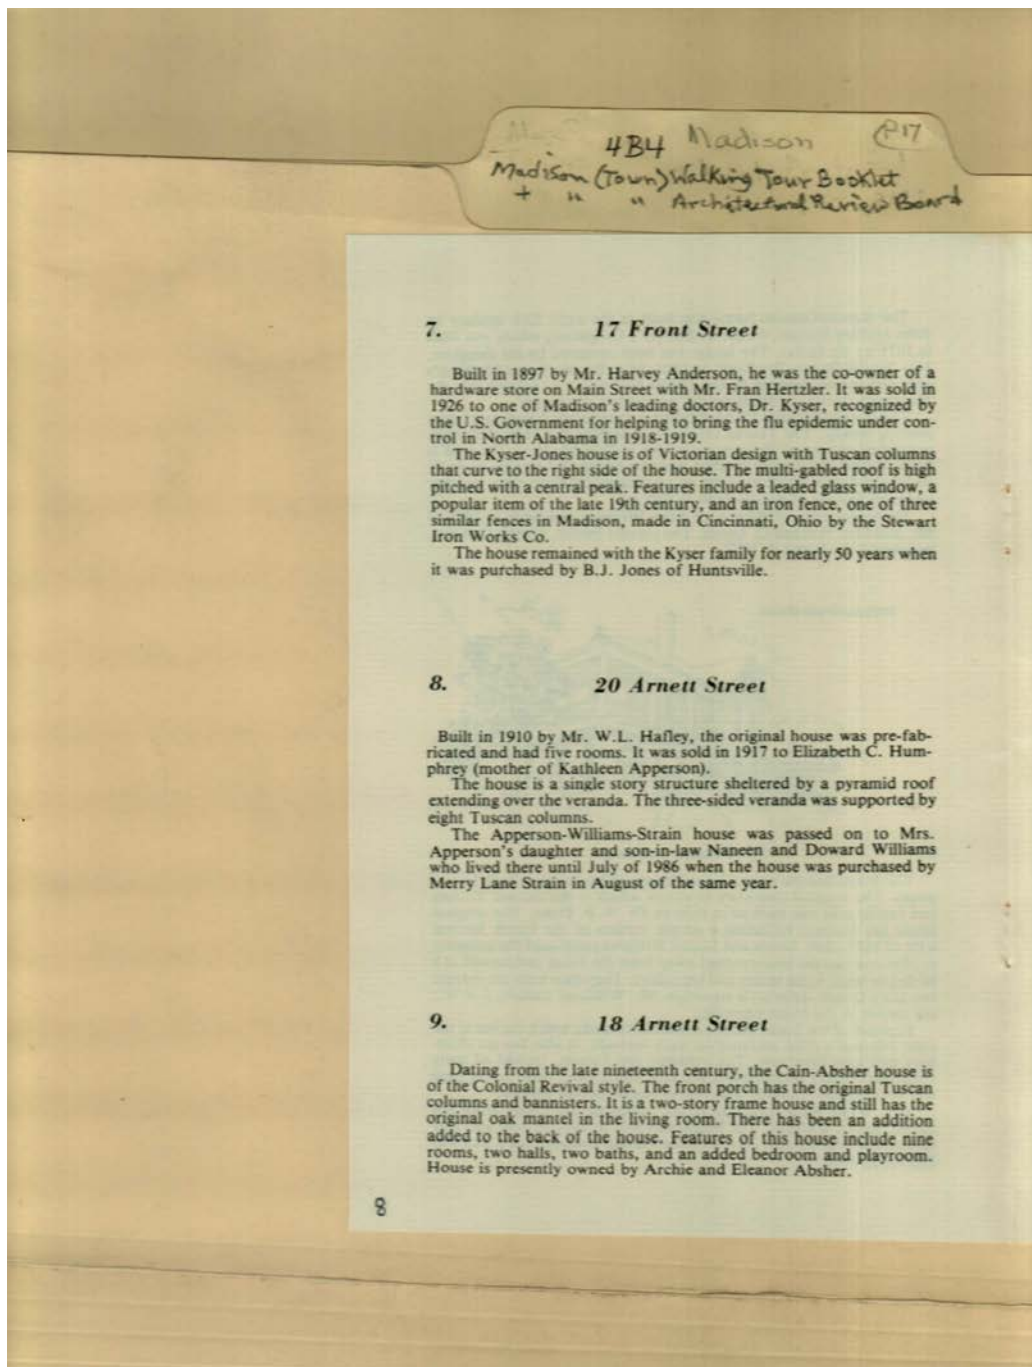 4B4 Madison P17
Madison (Town) Walking Tour Booklet
+ " " Architectural Review Board
7. 17 Front Street
Built in 1897 by Mr. Harvey Anderson, he was the co-owner of a
hardware store on Main Street with Mr. Fran Hertzler. It was sold in
1926 to one of Madison's leading doctors, Dr. Kyser, recognized by
the U.S. Government for helping to bring the flu epidemic under con-
trol in North Alabama in 1918-1919.
The Kyser-Jones house is of Victorian design with Tuscan columns
that curve to the right side of the house. The multi-gabled roof is high
pitched with a central peak. Features include a leaded glass window, a
popular item of the late 19th century, and an iron fence, one of three
similar fences in Madison, made in Cincinnati, Ohio by the Stewart
Iron Works Co.
The house remained with the Kyser family for nearly 50 years when
it was purchased by B.J. Jones of Huntsville.
8. 20 Arnett Street
Built in 1910 by Mr. W.L. Hafley, the original house was pre-fab-
ricated and had five rooms. It was sold in 1917 to Elizabeth C. Hum-
phrey (mother of Kathleen Apperson).
The house is a single story structure sheltered by a pyramid roof
extending over the veranda. The three-sided veranda was supported by
eight Tuscan columns.
The Apperson-Williams-Strain house was passed on to Mrs.
Apperson's daughter and son-in-law Naneen and Doward Williams
who lived there until July of 1986 when the house was purchased by
Merry Lane Strain in August of the same year.
9. 18 Arnett Street
Dating from the late nineteenth century, the Cain-Absher house is
of the Colonial Revival style. The front porch has the original Tuscan
columns and bannisters. It is a two-story frame house and still has the
original oak mantel in the living room. There has been an addition
added to the back of the house. Features of this house include nine
rooms, two halls, two baths, and an added bedroom and playroom.
House is presently owned by Archie and Eleanor Absher.
8